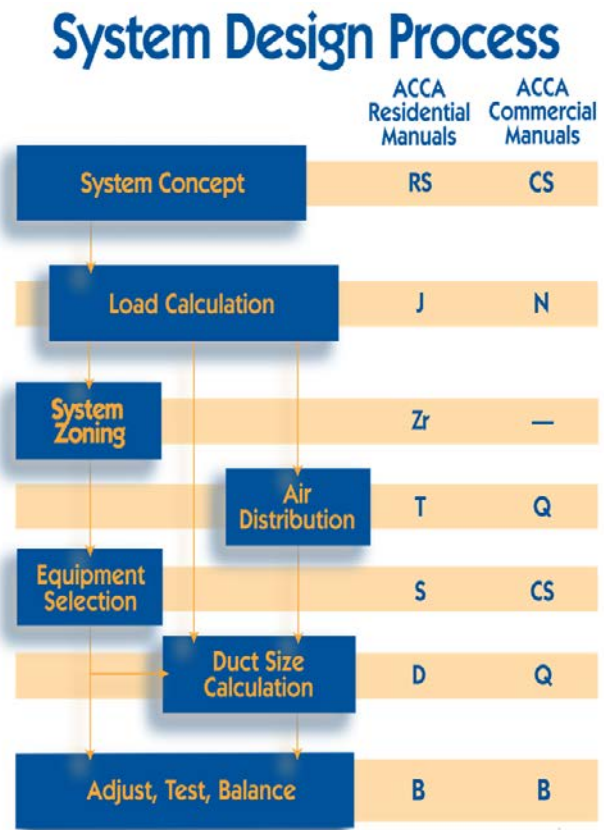 System Design Process
ACCA
Residential
Manuals
ACCA
Commercial
Manuals
System Concept
RS
CS
Load Calculation
J
N
System
Zoning
Zr
—
Air
Distribution
T
Q
Equipment
Selection
S
CS
Duct Size
Calculation
D
Q
Adjust, Test, Balance
B
B